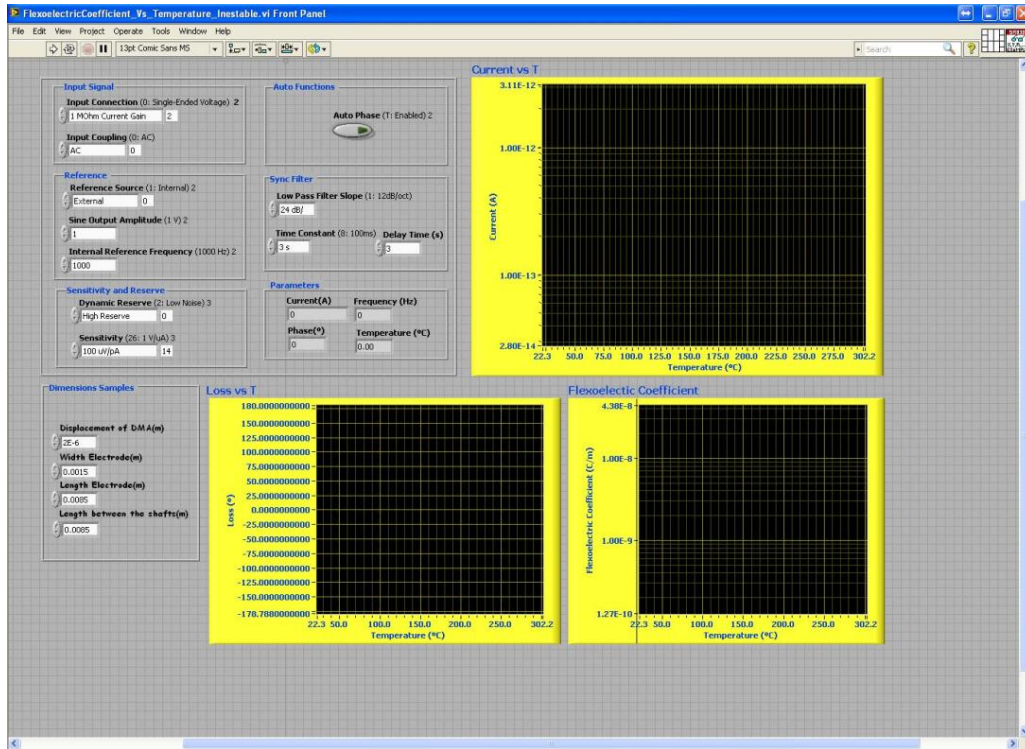 FlexoelectricCoefficient_Vs_Temperature_Inestable.vi Front Panel
File Edit View Project Operate Tools Window Help
13pt Comic Sans MS
Search
Input Signal
Input Connection (0: Single-Ended Voltage) 2
1 MOhm Current Gain 2
Input Coupling (0: AC)
AC 0
Auto Functions
Auto Phase (T: Enabled) 2
Reference
Reference Source (1: Internal) 2
External 0
Sine Output Amplitude (1 V) 2
1
Internal Reference Frequency (1000 Hz) 2
1000
Sync Filter
Low Pass Filter Slope (1: 12dB/oct)
24 dB/
Time Constant (8: 100ms) Delay Time (s)
3 s 3
Sensitivity and Reserve
Dynamic Reserve (2: Low Noise) 3
High Reserve 0
Sensitivity (26: 1 V/uA) 3
100 uV/pA 14
Parameters
Current(A) Frequency (Hz)
0 0
Phase(º) Temperature (ºC)
0 0.00
Current vs T
3.11E-12
1.00E-12
1.00E-13
2.80E-14
Current (A)
22.3 50.0 75.0 100.0 125.0 150.0 175.0 200.0 225.0 250.0 275.0 302.2
Temperature (ºC)
Dimensions Samples
Displacement of DMA(m)
2E-6
Width Electrode(m)
0.0015
Length Electrode(m)
0.0085
Length between the shafts(m)
0.0085
Loss vs T
180.0000000000
150.0000000000
125.0000000000
100.0000000000
75.0000000000
50.0000000000
25.0000000000
0.0000000000
-25.0000000000
-50.0000000000
-75.0000000000
-100.0000000000
-125.0000000000
-150.0000000000
-178.7880000000
Loss (º)
22.3 50.0 100.0 150.0 200.0 250.0 302.2
Temperature (ºC)
Flexoelectic Coefficient
4.38E-8
1.00E-8
1.00E-9
1.27E-10
Flexoelectric Coefficient (C/m)
22.3 50.0 100.0 150.0 200.0 250.0 302.2
Temperature (ºC)